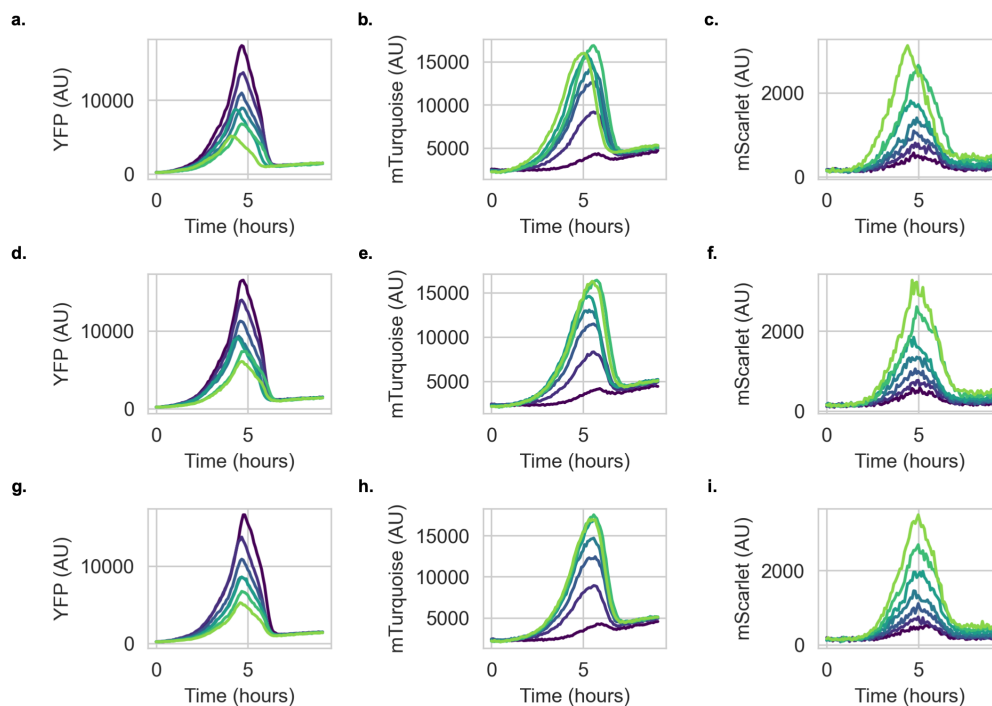 a.
YFP (AU)
10000
0
0
5
Time (hours)
b.
mTurquoise (AU)
15000
10000
5000
0
5
Time (hours)
c.
mScarlet (AU)
2000
0
0
5
Time (hours)
d.
YFP (AU)
10000
0
0
5
Time (hours)
e.
mTurquoise (AU)
15000
10000
5000
0
5
Time (hours)
f.
mScarlet (AU)
2000
0
0
5
Time (hours)
g.
YFP (AU)
10000
0
0
5
Time (hours)
h.
mTurquoise (AU)
15000
10000
5000
0
5
Time (hours)
i.
mScarlet (AU)
2000
0
0
5
Time (hours)